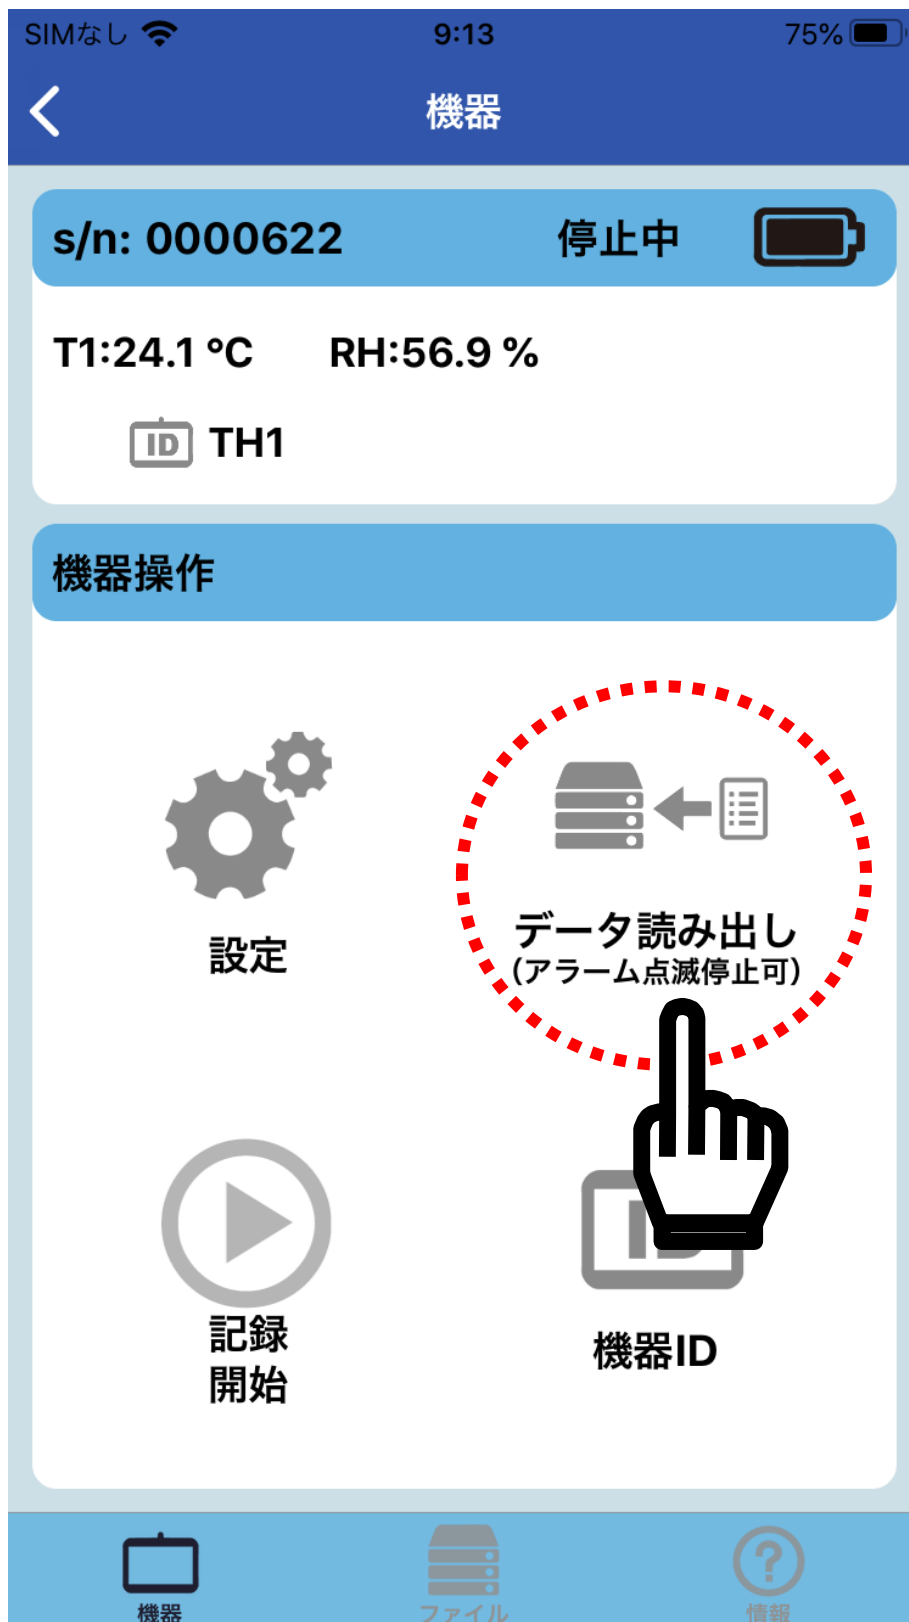 SIMなし 9:13 75%
機器
s/n: 0000622 停止中
T1:24.1 ℃ RH:56.9 %
ID TH1
機器操作
設定
データ読み出し
（アラーム点滅停止可）
記録
開始
ID
機器ID
機器 ファイル 情報